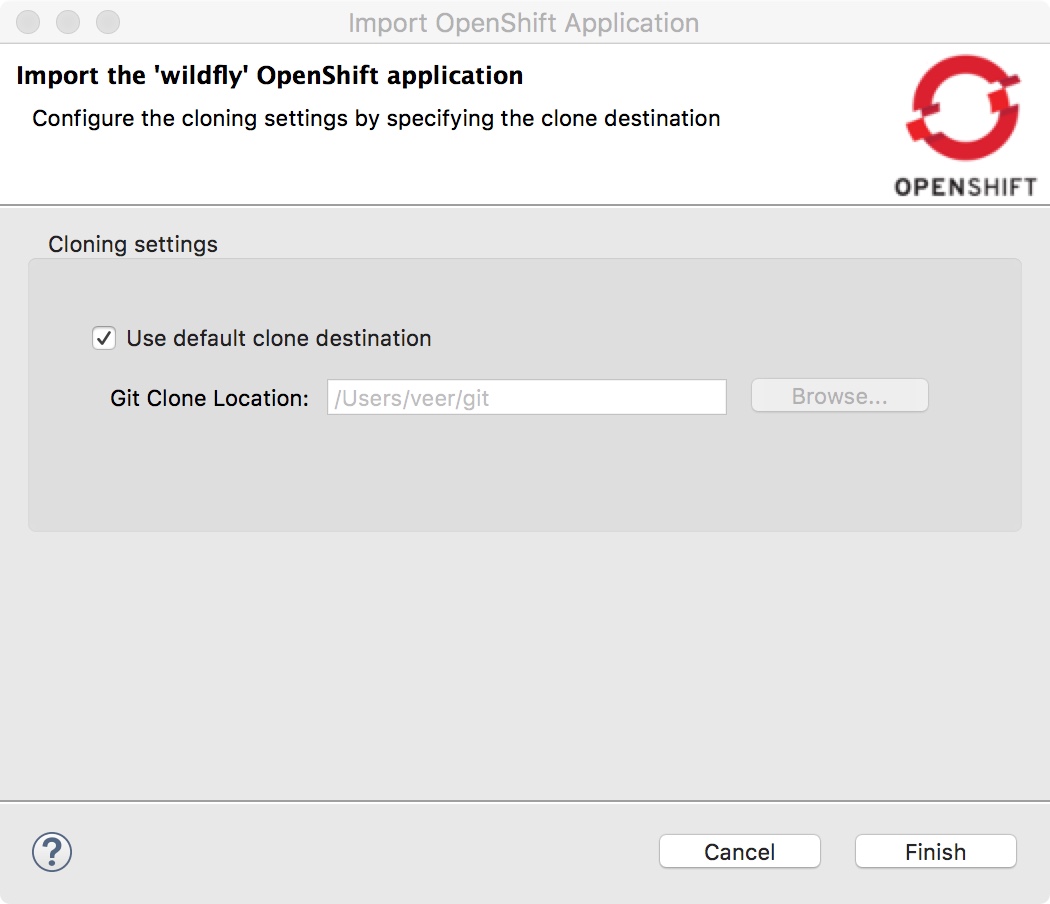 Import OpenShift Application
Import the 'wildfly' OpenShift application
Configure the cloning settings by specifying the clone destination
OPENSHIFT
Cloning settings
Use default clone destination
Git Clone Location: /Users/veer/git Browse...
? Cancel Finish